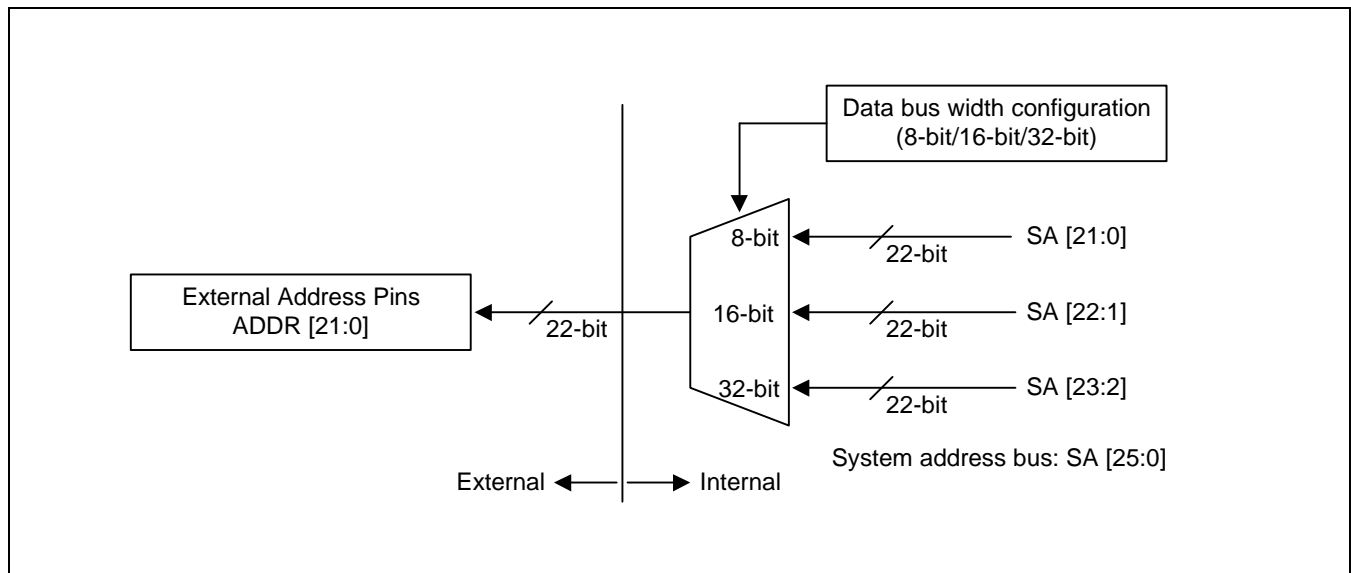 Data bus width configuration
(8-bit/16-bit/32-bit)
8-bit
22-bit
SA [21:0]
External Address Pins
ADDR [21:0]
22-bit
16-bit
22-bit
SA [22:1]
32-bit
22-bit
SA [23:2]
System address bus: SA [25:0]
External
Internal